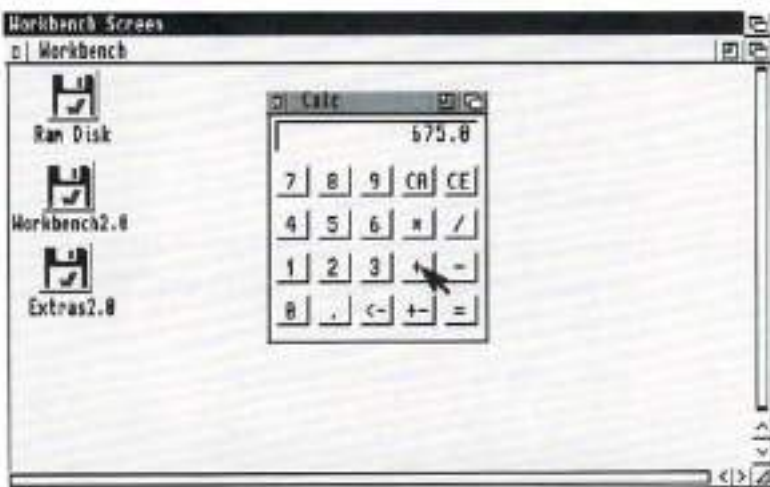 Workbench Screen
Workbench
Ram Disk
Workbench2.0
Extras2.0
Calc
675.0
7 8 9 CA CE
4 5 6 * /
1 2 3 + -
0 . <- +- =